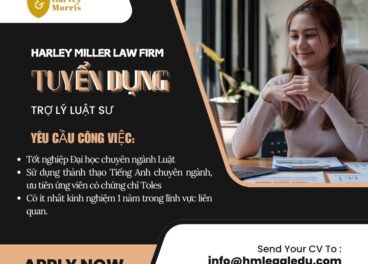 &
Harley
Morris
HARLEY MILLER LAW FIRM
TUYỂN DỤNG
TRỢ LÝ LUẬT SƯ
YÊU CẦU CÔNG VIỆC:
Tốt nghiệp Đại học chuyên ngành Luật
Sử dụng thành thạo Tiếng Anh chuyên ngành,
ưu tiên ứng viên có chứng chỉ Toles
Có ít nhất kinh nghiệm 1 năm trong lĩnh vực liên
quan.
APPLY NOW
Send Your CV To :
info@hmlegaledu.com